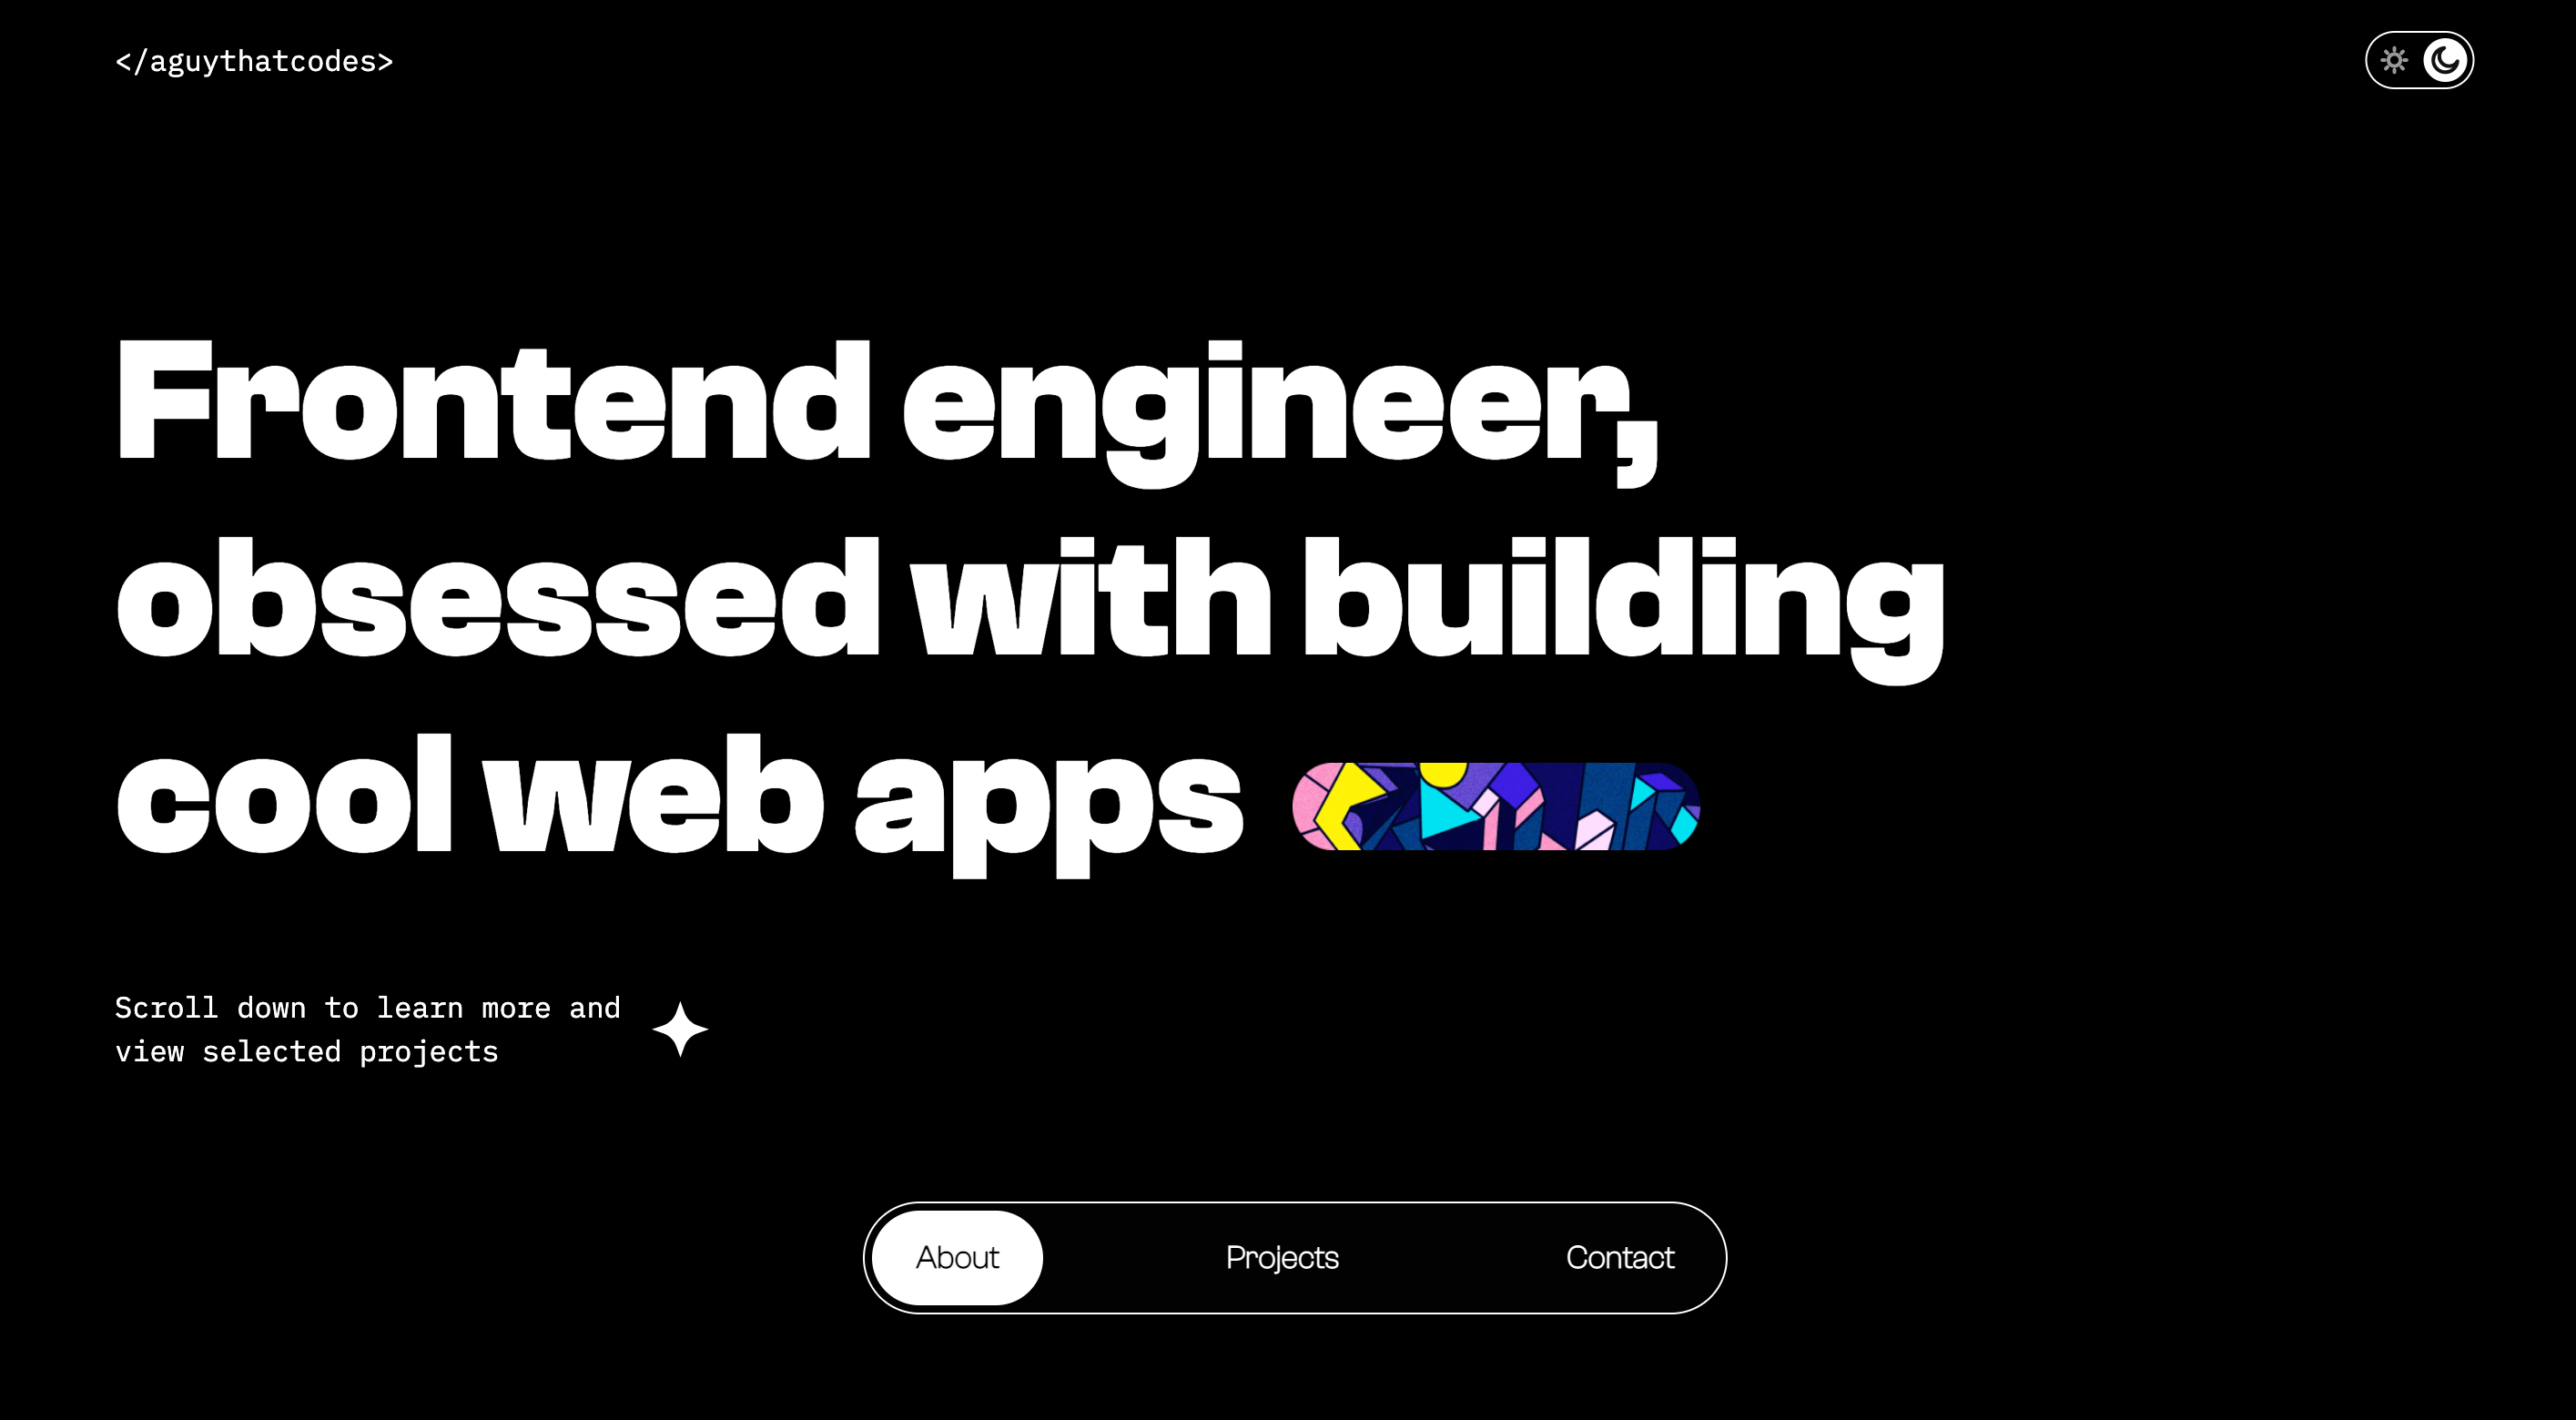 </aguythatcodes>
Frontend engineer,
obsessed with building
cool web apps
Scroll down to learn more and
view selected projects
About
Projects
Contact